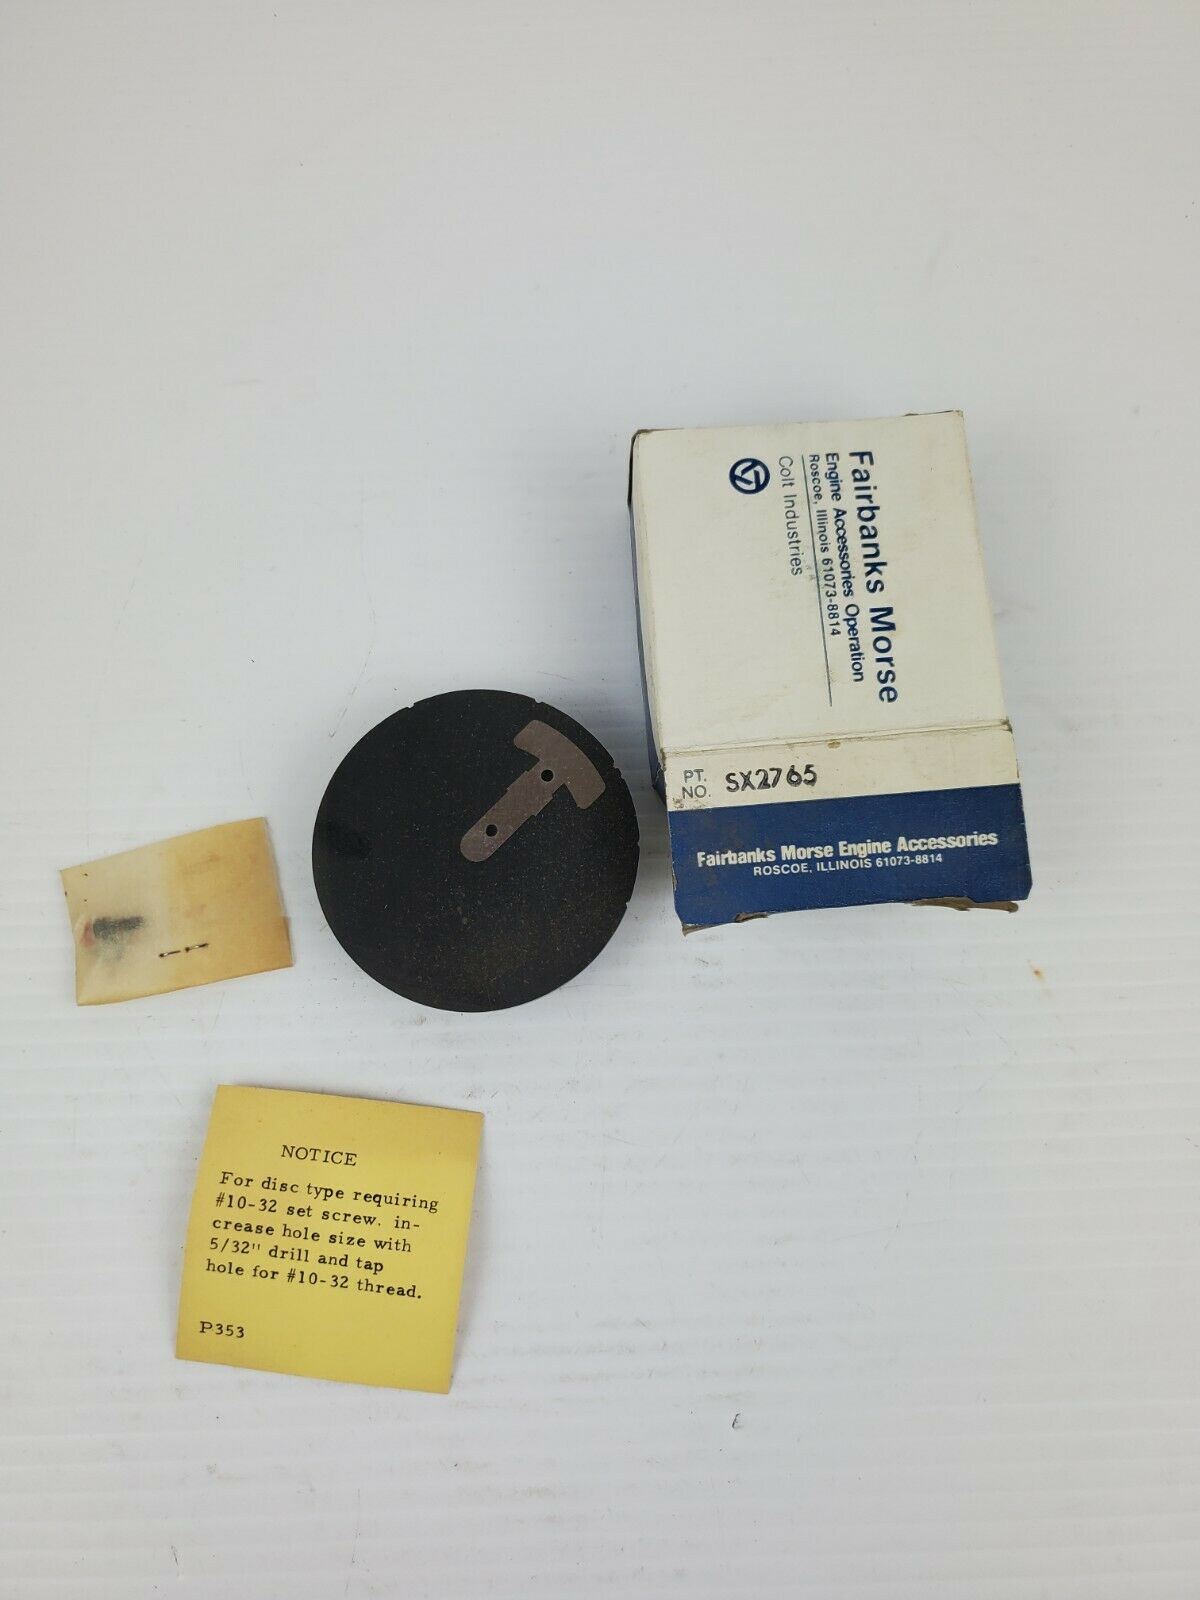 Fairbanks Morse
Engine Accessories Operation
Roscoe, Illinois 61073-8814
Colt Industries
PT.
NO. SX2765
Fairbanks Morse Engine Accessories
ROSCOE, ILLINOIS 61073-8814
NOTICE
For disc type requiring
#10-32 set screw, in-
crease hole size with
5/32" drill and tap
hole for #10-32 thread.
P353